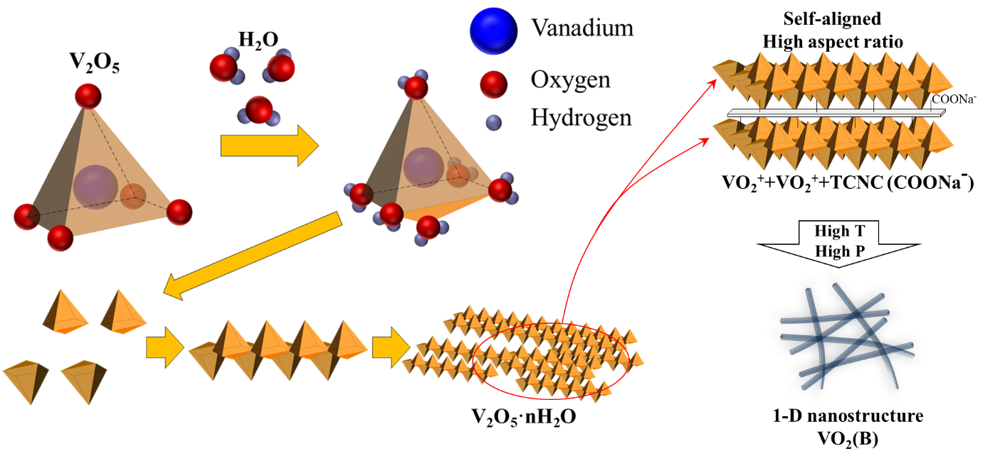 V₂O₅
H₂O
Vanadium
Oxygen
Hydrogen
Self-aligned
High aspect ratio
COONa⁻
VO₂⁺+VO₂⁺+TCNC (COONa⁻)
High T
High P
V₂O₅·nH₂O
1-D nanostructure
VO₂(B)